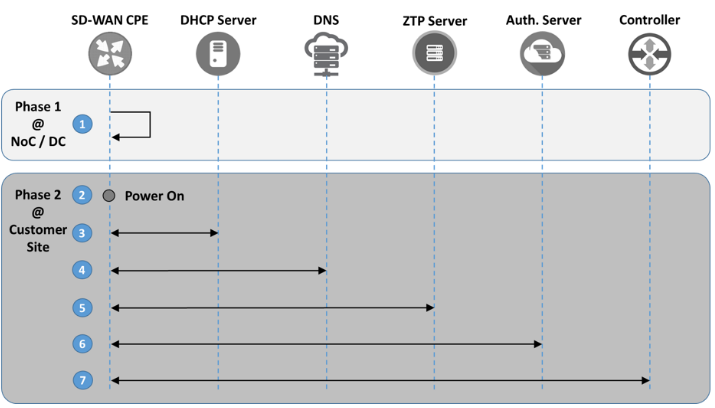 SD-WAN CPE
DHCP Server
DNS
ZTP Server
Auth. Server
Controller
Phase 1
@
NoC / DC
1
Phase 2
@
Customer
Site
2
Power On
3
4
5
6
7